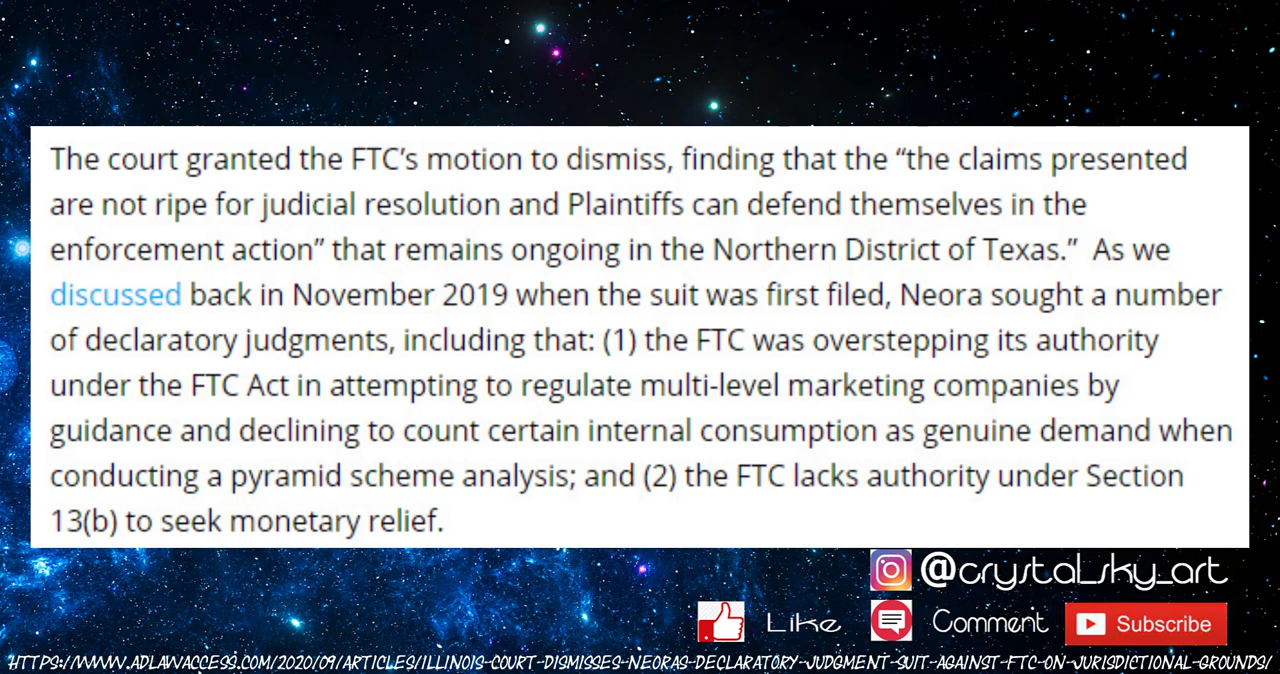 The court granted the FTC’s motion to dismiss, finding that the “the claims presented
are not ripe for judicial resolution and Plaintiffs can defend themselves in the
enforcement action” that remains ongoing in the Northern District of Texas.”  As we
discussed back in November 2019 when the suit was first filed, Neora sought a number
of declaratory judgments, including that: (1) the FTC was overstepping its authority
under the FTC Act in attempting to regulate multi-level marketing companies by
guidance and declining to count certain internal consumption as genuine demand when
conducting a pyramid scheme analysis; and (2) the FTC lacks authority under Section
13(b) to seek monetary relief.
@crystal_sky_art
Like Comment Subscribe
HTTPS://WWW.ADLAWACCESS.COM/2020/09/ARTICLES/ILLINOIS-COURT-DISMISSES-NEORAS-DECLARATORY-JUDGMENT-SUIT-AGAINST-FTC-ON-JURISDICTIONAL-GROUNDS/